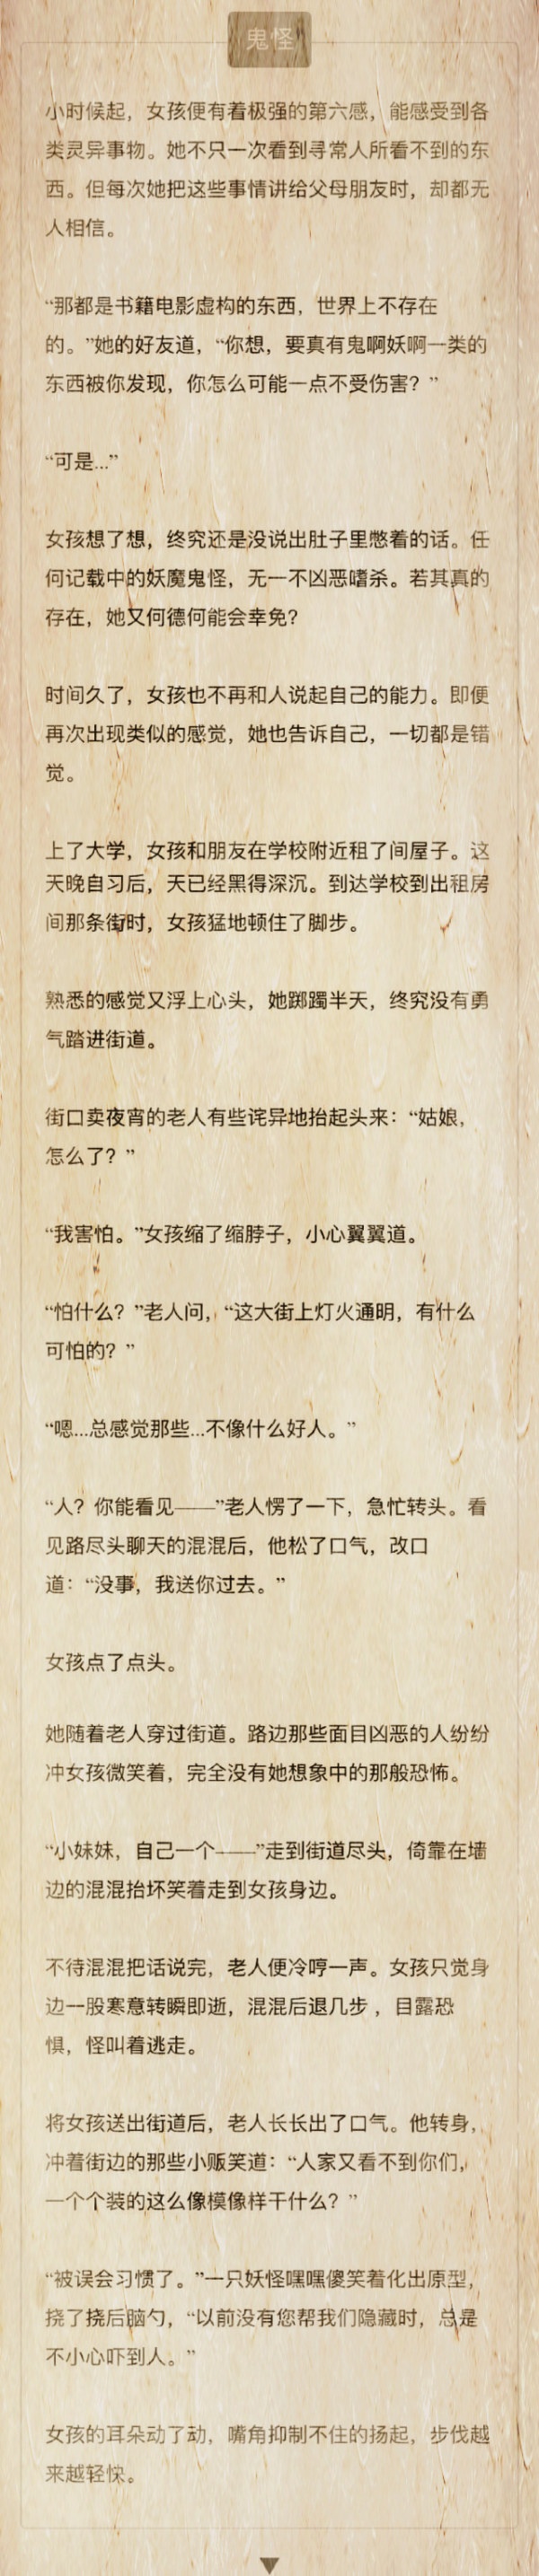 鬼怪
小时候起，女孩便有着极强的第六感，能感受到各
类灵异事物。她不只一次看到寻常人所看不到的东
西。但每次她把这些事情讲给父母朋友时，却都无
人相信。
“那都是书籍电影虚构的东西，世界上不存在
的。”她的好友道，“你想，要真有鬼啊妖啊一类的
东西被你发现，你怎么可能一点不受伤害？”
“可是...”
女孩想了想，终究还是没说出肚子里憋着的话。任
何记载中的妖魔鬼怪，无一不凶恶嗜杀。若其真的
存在，她又何德何能会幸免？
时间久了，女孩也不再和人说起自己的能力。即便
再次出现类似的感觉，她也告诉自己，一切都是错
觉。
上了大学，女孩和朋友在学校附近租了间屋子。这
天晚自习后，天已经黑得深沉。到达学校到出租房
间那条街时，女孩猛地顿住了脚步。
熟悉的感觉又浮上心头，她踯躅半天，终究没有勇
气踏进街道。
街口卖夜宵的老人有些诧异地抬起头来：“姑娘，
怎么了？”
“我害怕。”女孩缩了缩脖子，小心翼翼道。
“怕什么？”老人问，“这大街上灯火通明，有什么
可怕的？”
“嗯...总感觉那些...不像什么好人。”
“人？你能看见——”老人愣了一下，急忙转头。看
见路尽头聊天的混混后，他松了口气，改口
道：“没事，我送你过去。”
女孩点了点头。
她随着老人穿过街道。路边那些面目凶恶的人纷纷
冲女孩微笑着，完全没有她想象中的那般恐怖。
“小妹妹，自己一个——”走到街道尽头，倚靠在墙
边的混混抬坏笑着走到女孩身边。
不待混混把话说完，老人便冷哼一声。女孩只觉身
边一股寒意转瞬即逝，混混后退几步，目露恐
惧，怪叫着逃走。
将女孩送出街道后，老人长长出了口气。他转身，
冲着街边的那些小贩笑道：“人家又看不到你们，
一个个装的这么像模像样干什么？”
“被误会习惯了。”一只妖怪嘿嘿傻笑着化出原型，
挠了挠后脑勺，“以前没有您帮我们隐藏时，总是
不小心吓到人。”
女孩的耳朵动了动，嘴角抑制不住的扬起，步伐越
来越轻快。